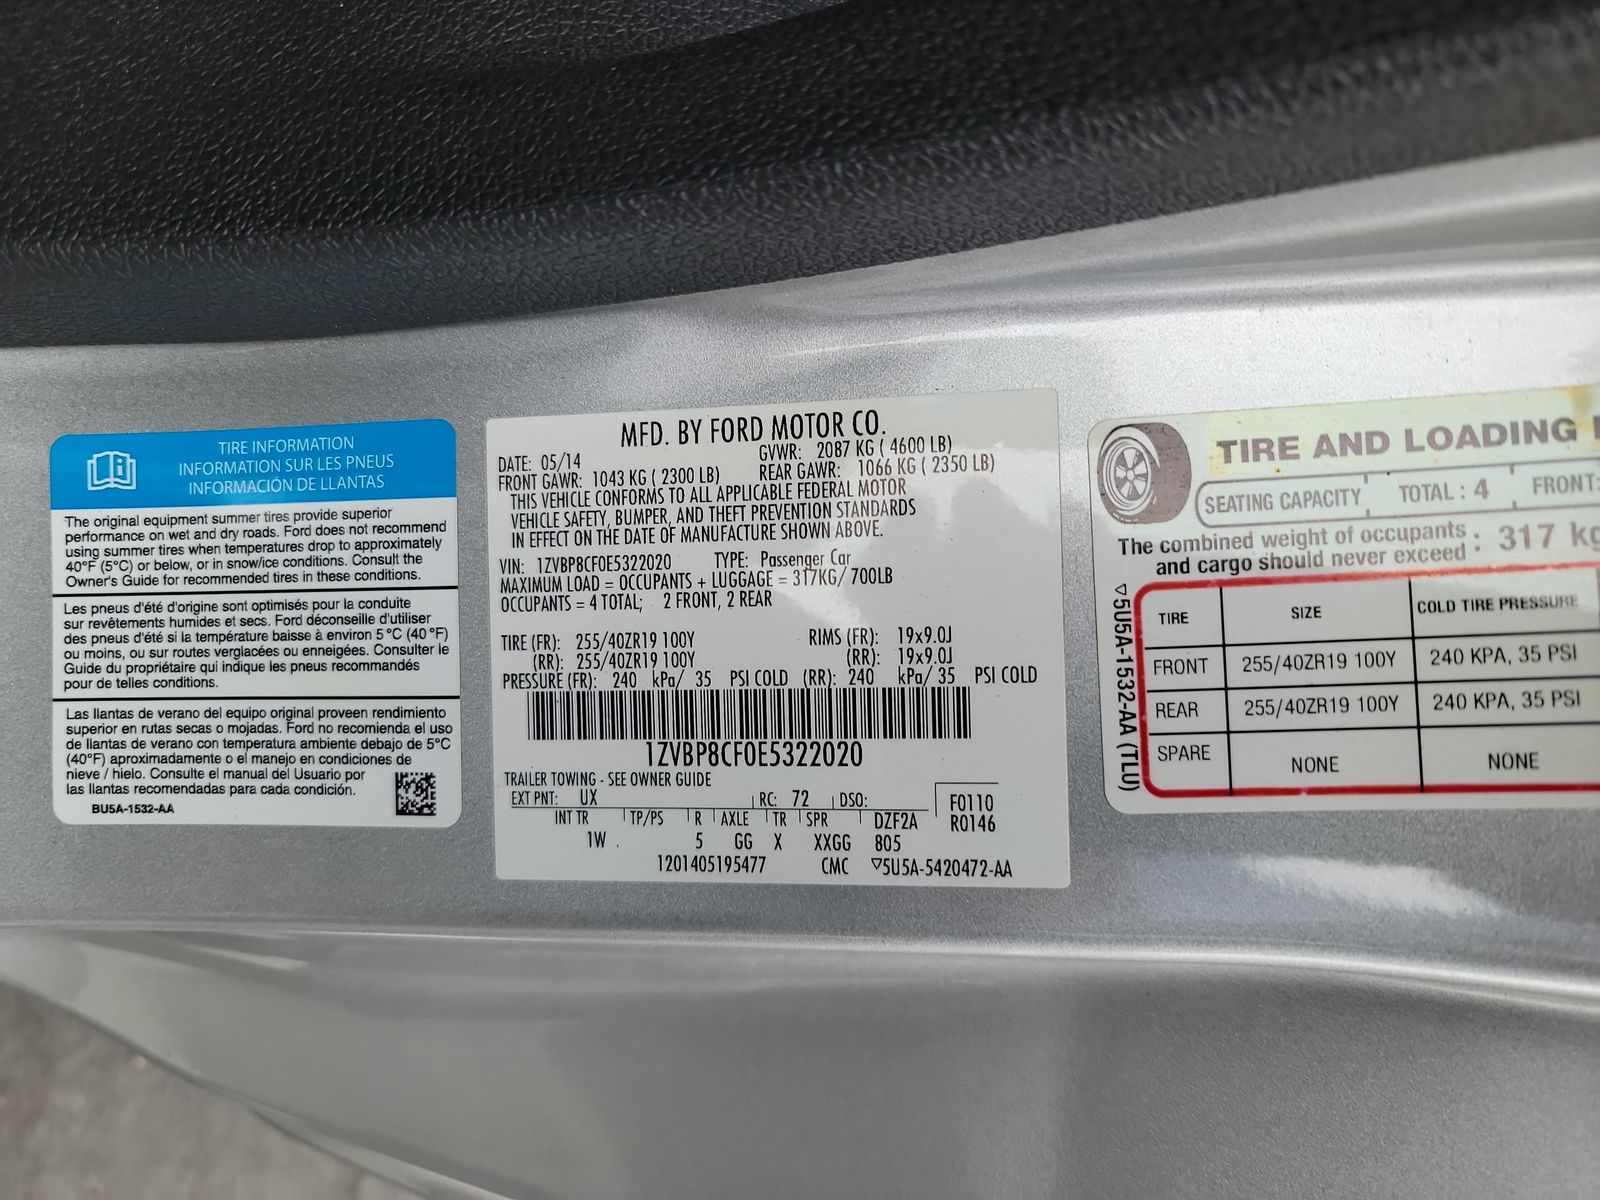 TIRE INFORMATION
INFORMATION SUR LES PNEUS
INFORMACIÓN DE LLANTAS
The original equipment summer tires provide superior
performance on wet and dry roads. Ford does not recommend
using summer tires when temperatures drop to approximately
40°F (5°C) or below, or in snow/ice conditions. Consult the
Owner's Guide for recommended tires in these conditions.
Les pneus d'été d'origine sont optimisés pour la conduite
sur revêtements humides et secs. Ford déconseille d'utiliser
des pneus d'été si la température baisse à environ 5 °C (40 °F)
ou moins, ou sur routes verglacées ou enneigées. Consulter le
Guide du propriétaire qui indique les pneus recommandés
pour de telles conditions.
Las llantas de verano del equipo original proveen rendimiento
superior en rutas secas o mojadas. Ford no recomienda el uso
de llantas de verano con temperatura ambiente debajo de 5°C
(40°F) aproximadamente o el manejo en condiciones de
nieve / hielo. Consulte el manual del Usuario por
las llantas recomendadas para cada condición.
BU5A-1532-AA
MFD. BY FORD MOTOR CO.
DATE: 05/14 GVWR: 2087 KG ( 4600 LB)
FRONT GAWR: 1043 KG ( 2300 LB) REAR GAWR: 1066 KG ( 2350 LB)
THIS VEHICLE CONFORMS TO ALL APPLICABLE FEDERAL MOTOR
VEHICLE SAFETY, BUMPER, AND THEFT PREVENTION STANDARDS
IN EFFECT ON THE DATE OF MANUFACTURE SHOWN ABOVE.
VIN: 1ZVBP8CF0E5322020 TYPE: Passenger Car
MAXIMUM LOAD = OCCUPANTS + LUGGAGE = 317KG/ 700LB
OCCUPANTS = 4 TOTAL; 2 FRONT, 2 REAR
TIRE (FR): 255/40ZR19 100Y RIMS (FR): 19x9.0J
(RR): 255/40ZR19 100Y (RR): 19x9.0J
PRESSURE (FR): 240 kPa/ 35 PSI COLD (RR): 240 kPa/ 35 PSI COLD
1ZVBP8CF0E5322020
TRAILER TOWING - SEE OWNER GUIDE
EXT PNT: UX RC: 72 DSO: F0110
INT TR TP/PS R AXLE TR SPR DZF2A R0146
1W . 5 GG X XXGG 805
1201405195477 CMC ▽5U5A-5420472-AA
TIRE AND LOADING
SEATING CAPACITY TOTAL : 4 FRONT:
The combined weight of occupants
and cargo should never exceed : 317 kg
▽5U5A-1532-AA (TLU)
TIRE SIZE COLD TIRE PRESSURE
FRONT 255/40ZR19 100Y 240 KPA, 35 PSI
REAR 255/40ZR19 100Y 240 KPA, 35 PSI
SPARE NONE NONE